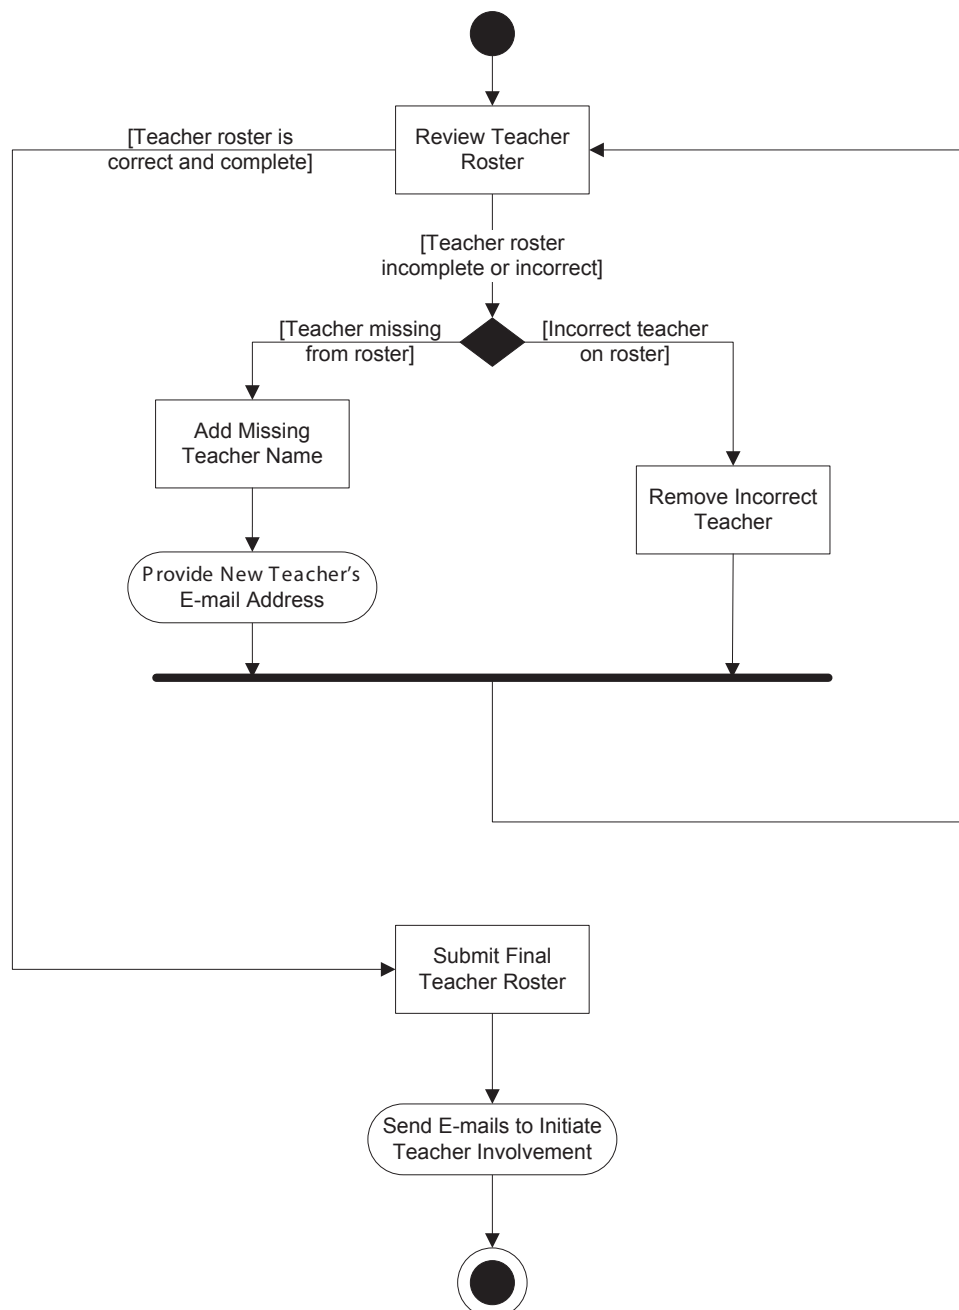 Review Teacher
Roster
[Teacher roster is
correct and complete]
[Teacher roster
incomplete or incorrect]
[Teacher missing
from roster]
[Incorrect teacher
on roster]
Add Missing
Teacher Name
Remove Incorrect
Teacher
Provide New Teacher’s
E-mail Address
Submit Final
Teacher Roster
Send E-mails to Initiate
Teacher Involvement